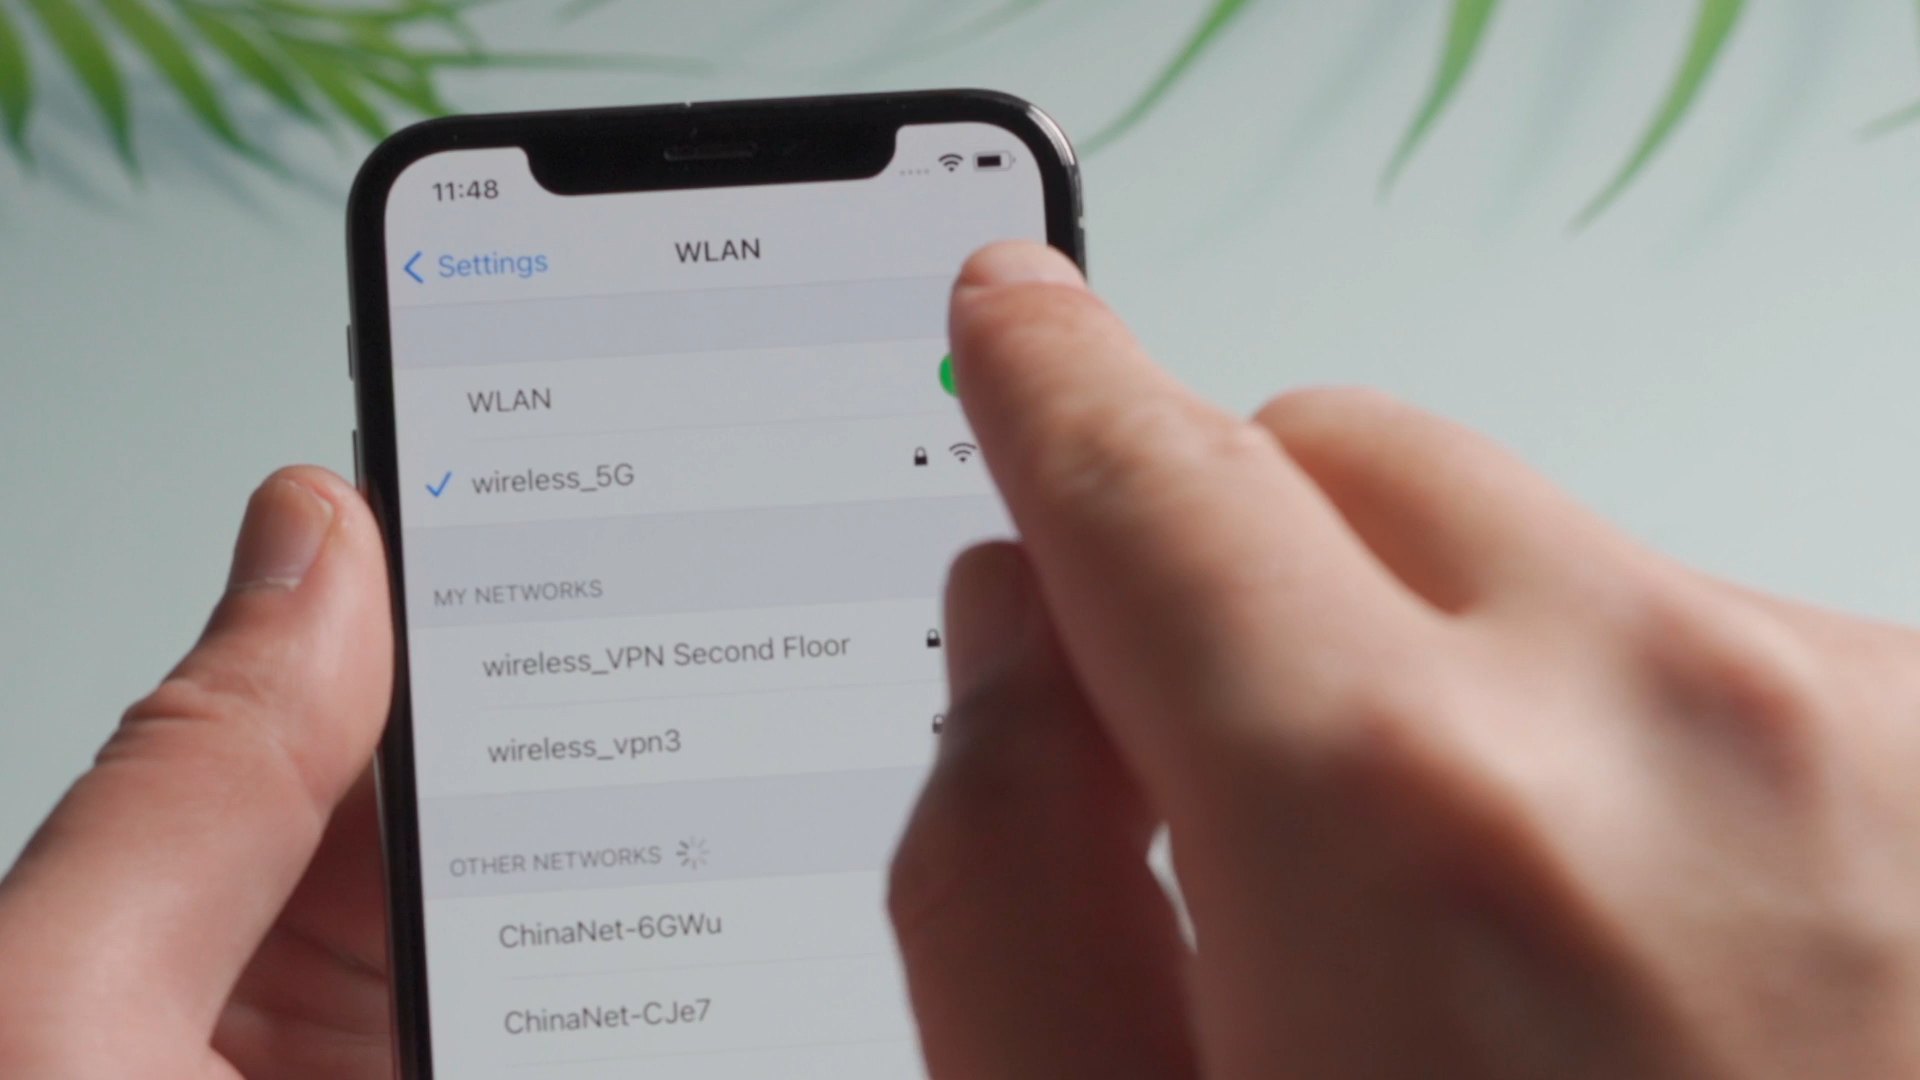 11:48
Settings
WLAN
WLAN
wireless_5G
MY NETWORKS
wireless_VPN Second Floor
wireless_vpn3
OTHER NETWORKS
ChinaNet-6GWu
ChinaNet-CJe7